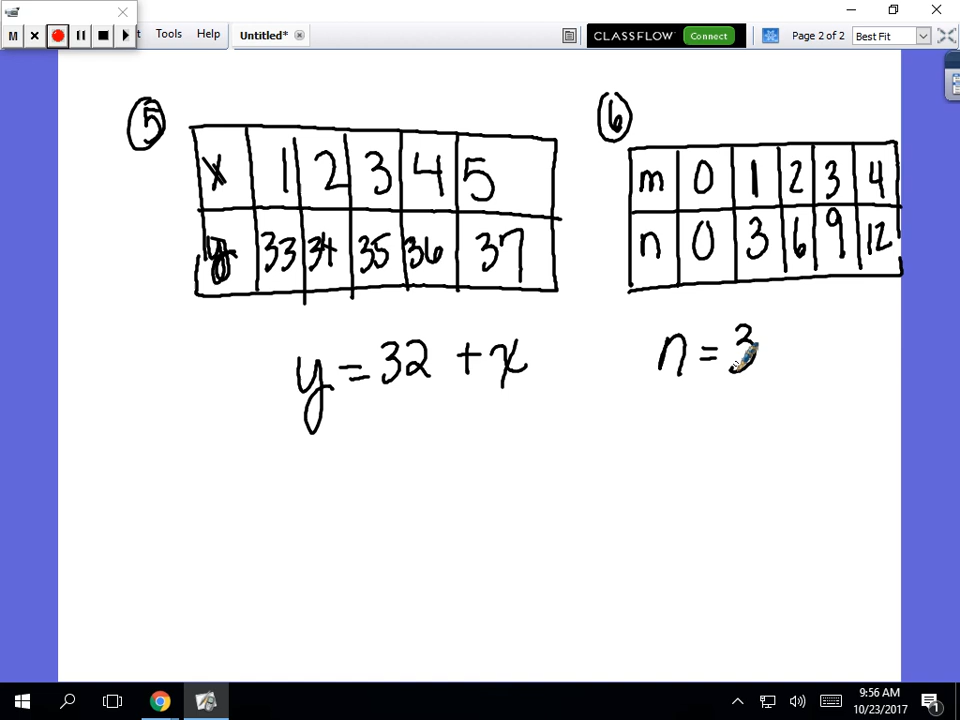 M
t Tools Help Untitled* CLASSFLOW Connect Page 2 of 2 Best Fit
5
x 1 2 3 4 5
y 33 34 35 36 37
y = 32 + x
6
m 0 1 2 3 4
n 0 3 6 9 12
n = 3
9:56 AM
10/23/2017
1